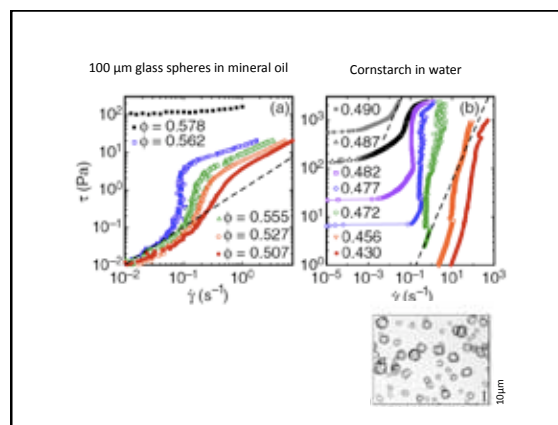 100 µm glass spheres in mineral oil
Cornstarch in water
(a)
ϕ = 0.578
ϕ = 0.562
ϕ = 0.555
ϕ = 0.527
ϕ = 0.507
τ (Pa)
10²
10¹
10⁰
10⁻¹
10⁻²
10⁻² 10⁻¹ 10⁰
γ̇ (s⁻¹)
(b)
0.490
0.487
0.482
0.477
0.472
0.456
0.430
10³
10²
10¹
10⁰
10⁻⁵ 10⁻³ 10⁻¹ 10¹ 10³
γ̇ (s⁻¹)
10µm